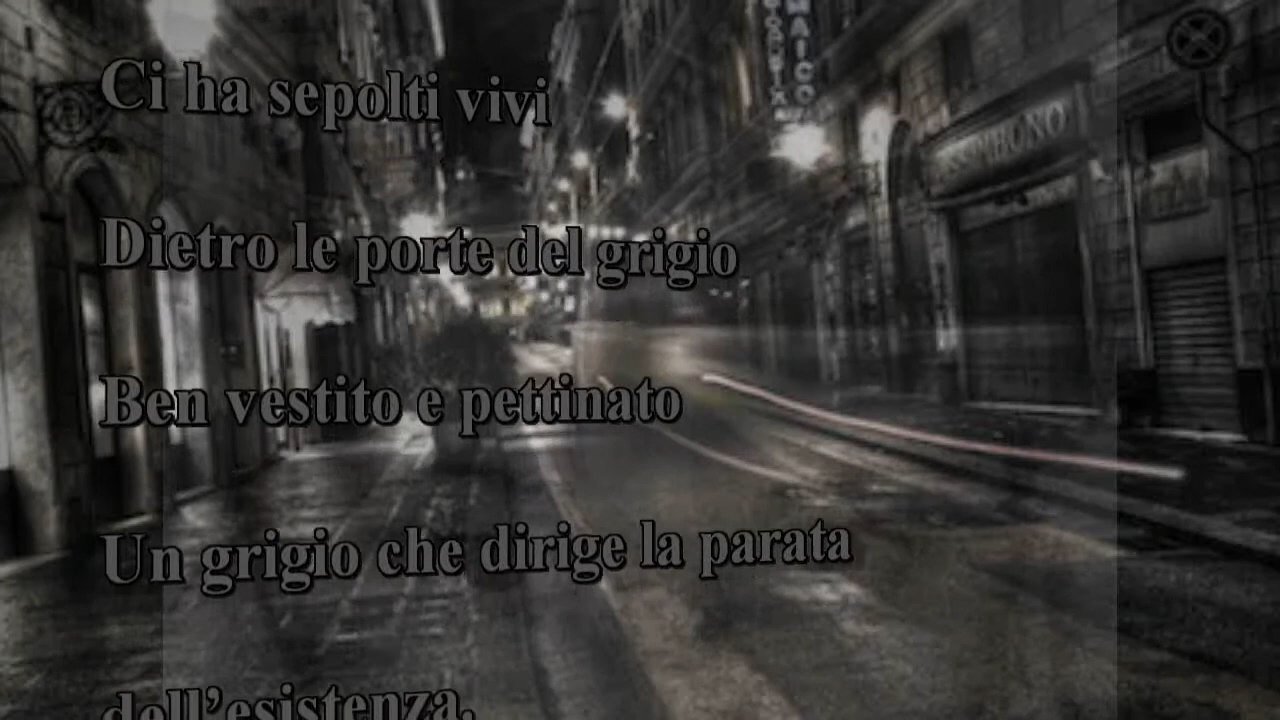 Ci ha sepolti vivi
Dietro le porte del grigio
Ben vestito e pettinato
Un grigio che dirige la parata
dell’esistenza.
MAICO